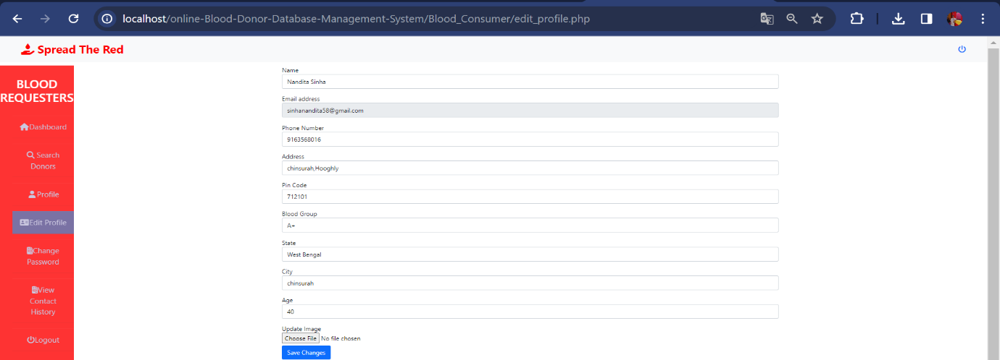 localhost/online-Blood-Donor-Database-Management-System/Blood_Consumer/edit_profile.php
Spread The Red
BLOOD
REQUESTERS
Dashboard
Search
Donors
Profile
Edit Profile
Change
Password
View
Contact
History
Logout
Name
Nandita Sinha
Email address
sinhanandita58@gmail.com
Phone Number
9163568016
Address
chinsurah,Hooghly
Pin Code
712101
Blood Group
A+
State
West Bengal
City
chinsurah
Age
40
Update Image
Choose File No file chosen
Save Changes